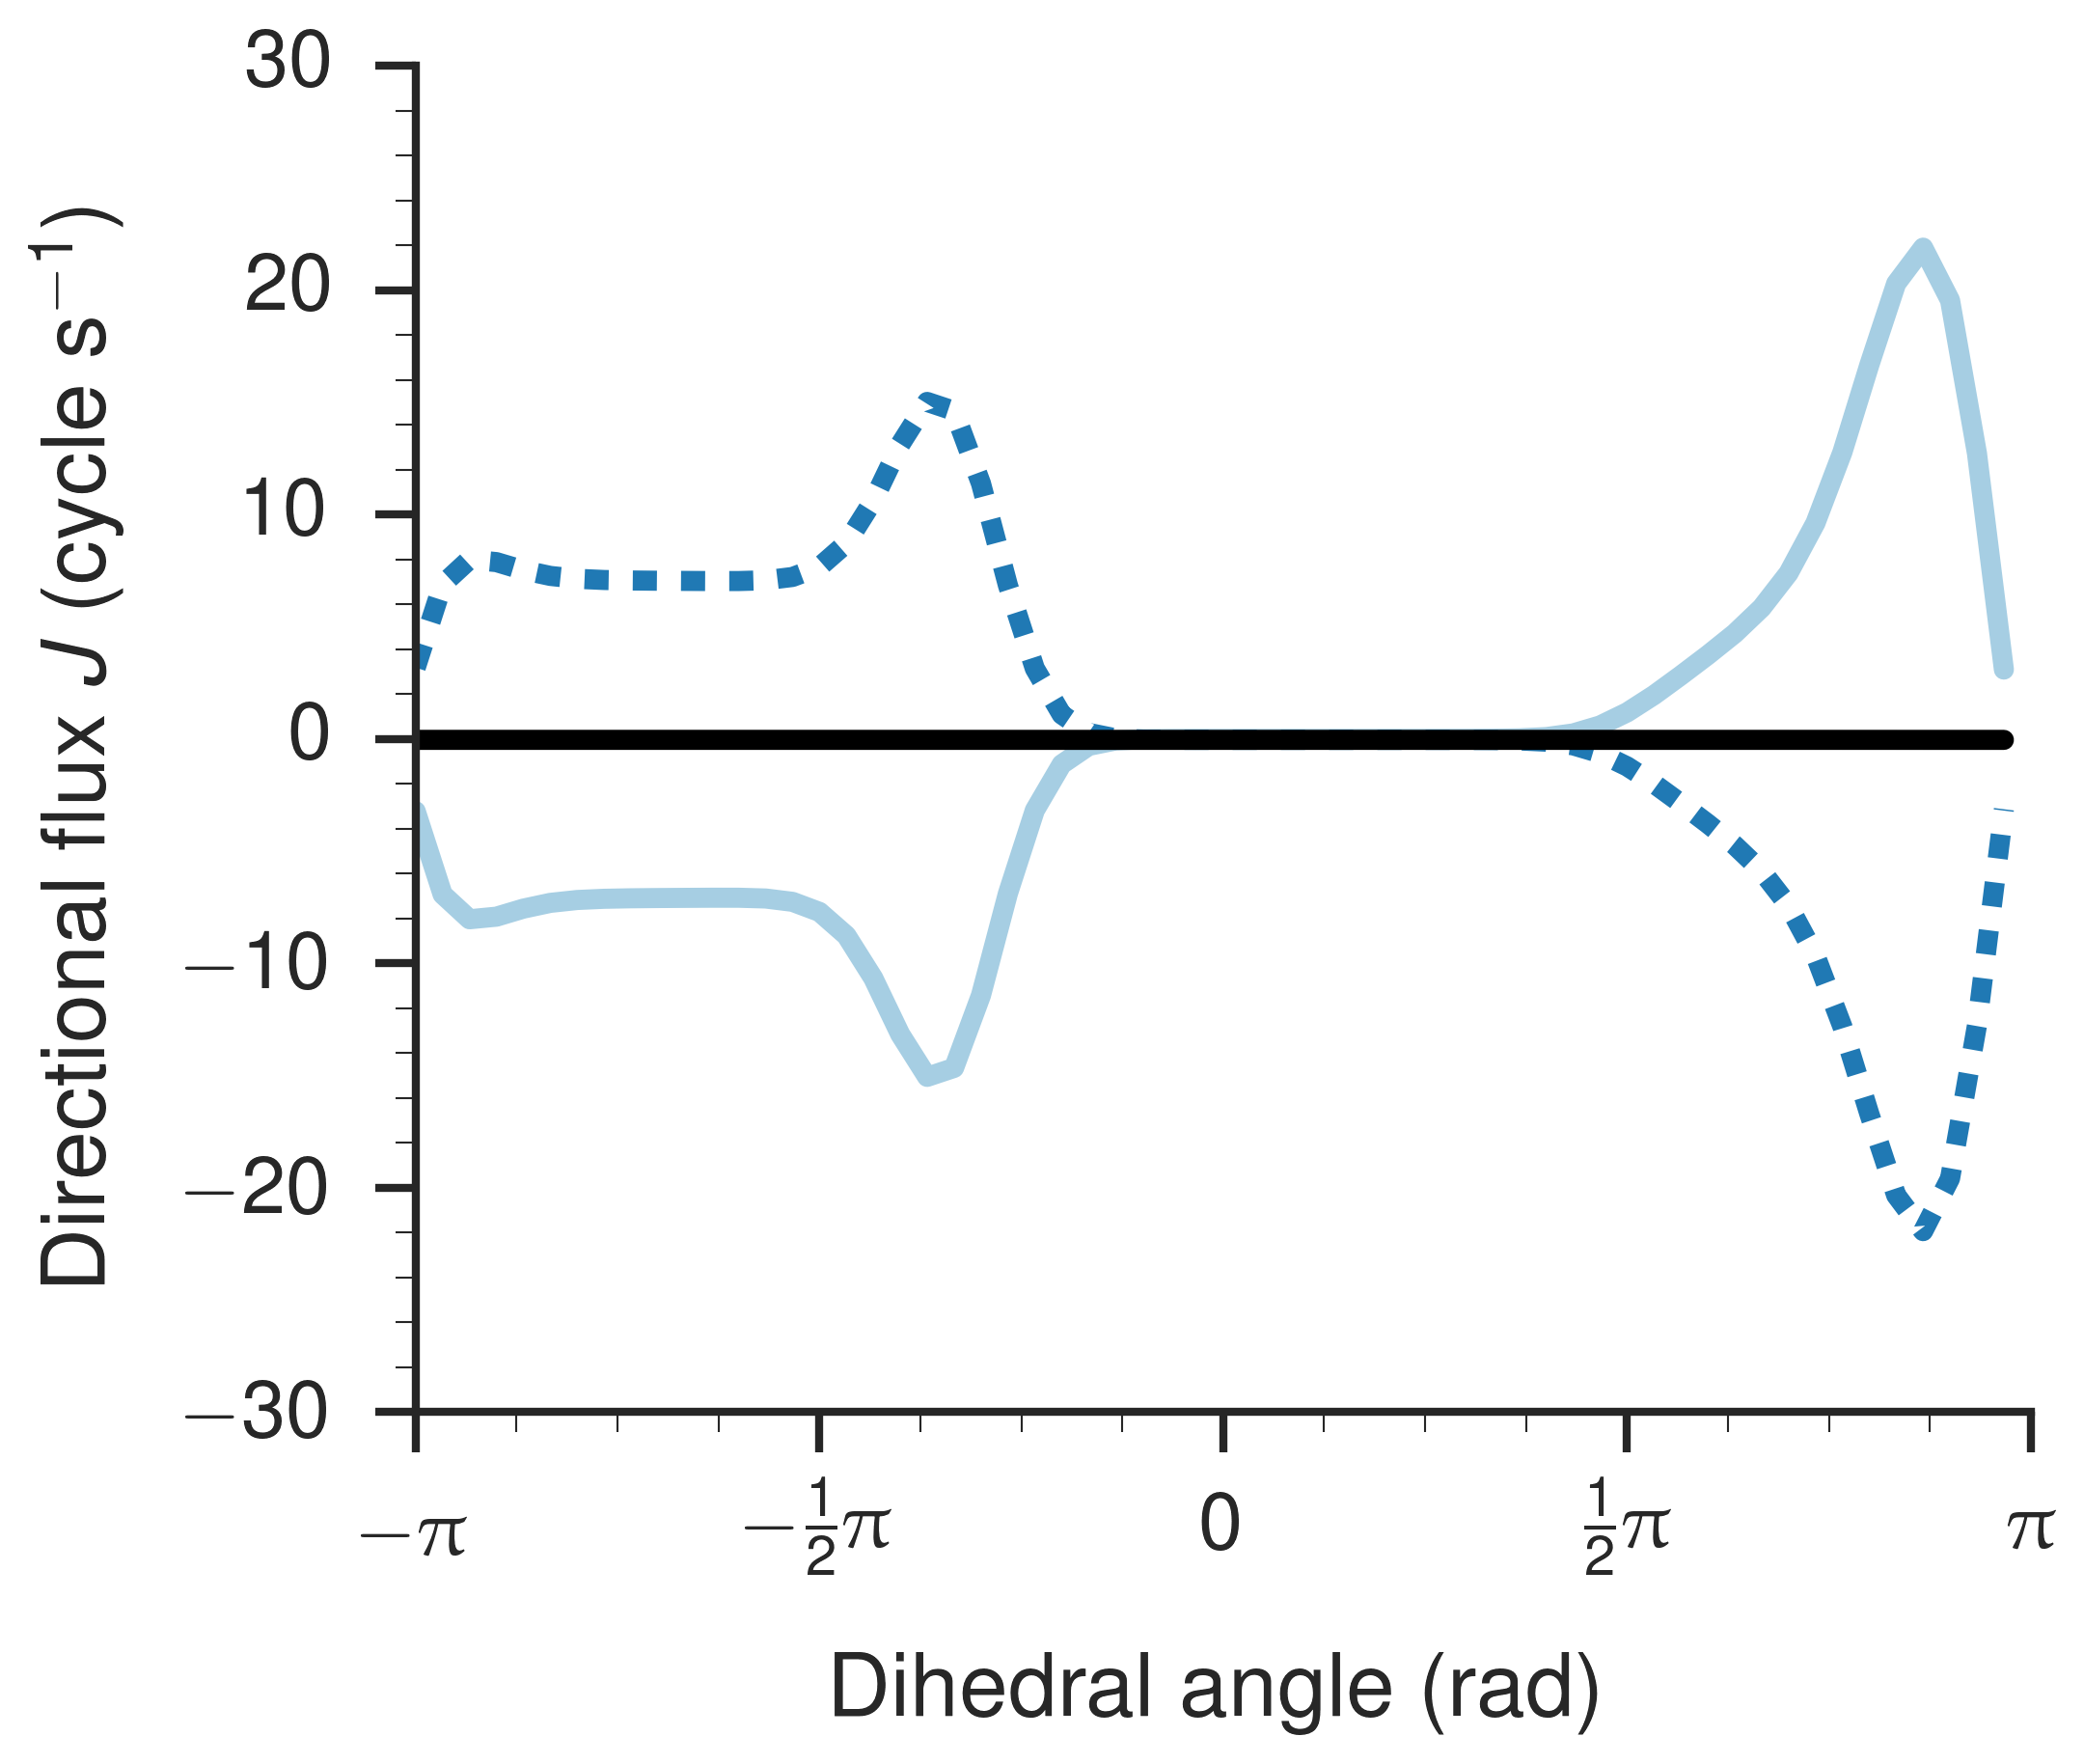 Directional flux J (cycle s⁻¹)
30
20
10
0
−10
−20
−30
−π
−½π
0
½π
π
Dihedral angle (rad)